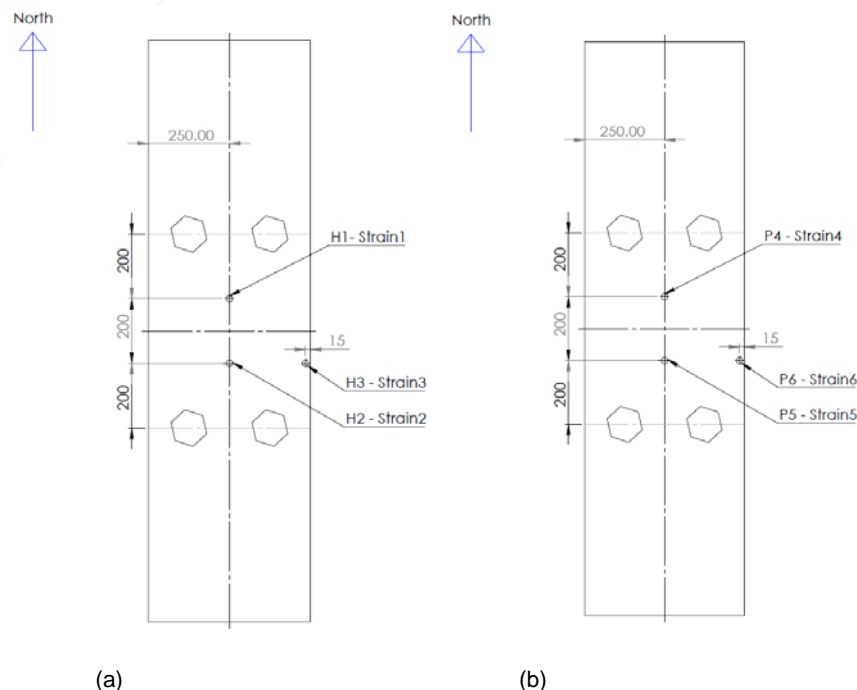 North
250,00
200
200
200
H1- Strain1
15
H3 - Strain3
H2 - Strain2
(a)
North
250,00
200
200
200
P4 - Strain4
15
P6 - Strain6
P5 - Strain5
(b)